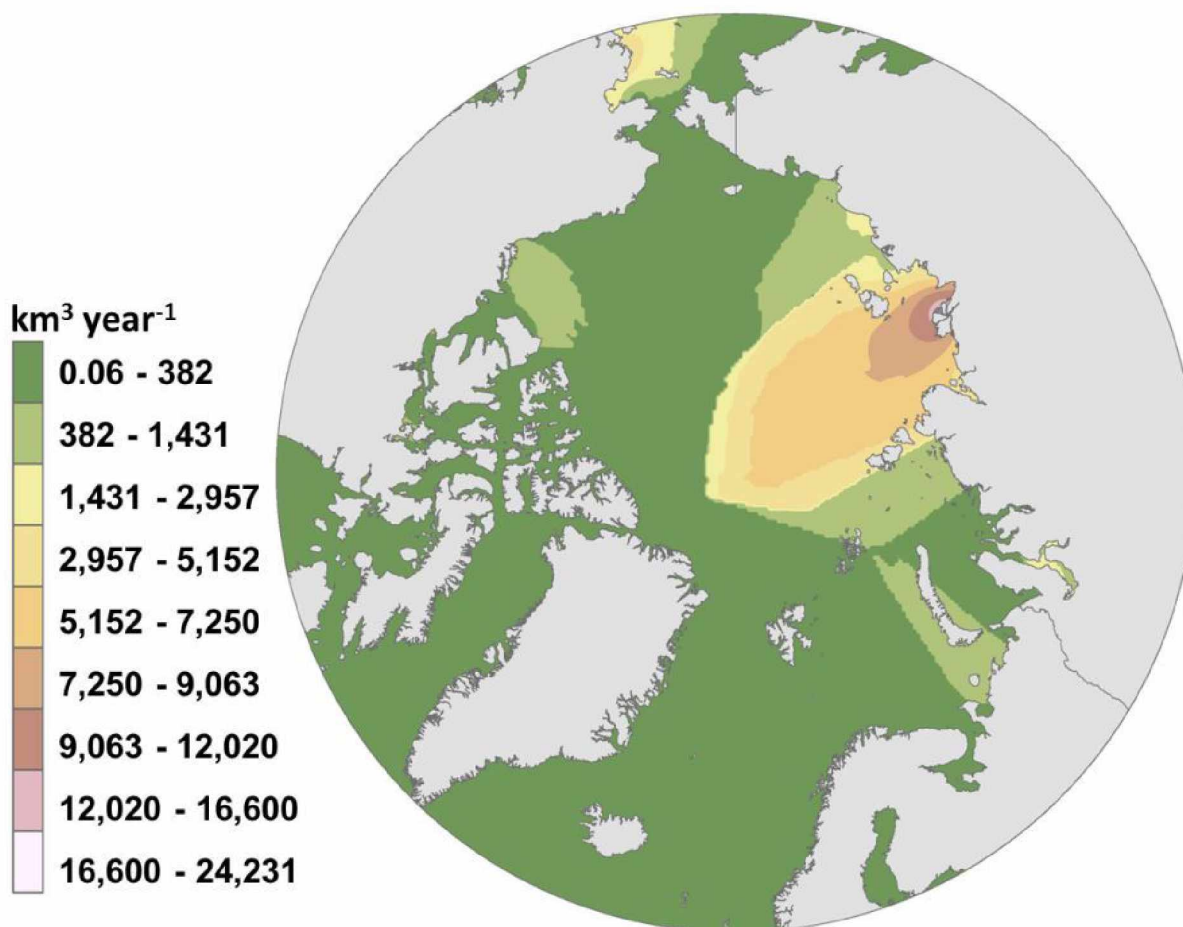 km³ year⁻¹
0.06 - 382
382 - 1,431
1,431 - 2,957
2,957 - 5,152
5,152 - 7,250
7,250 - 9,063
9,063 - 12,020
12,020 - 16,600
16,600 - 24,231